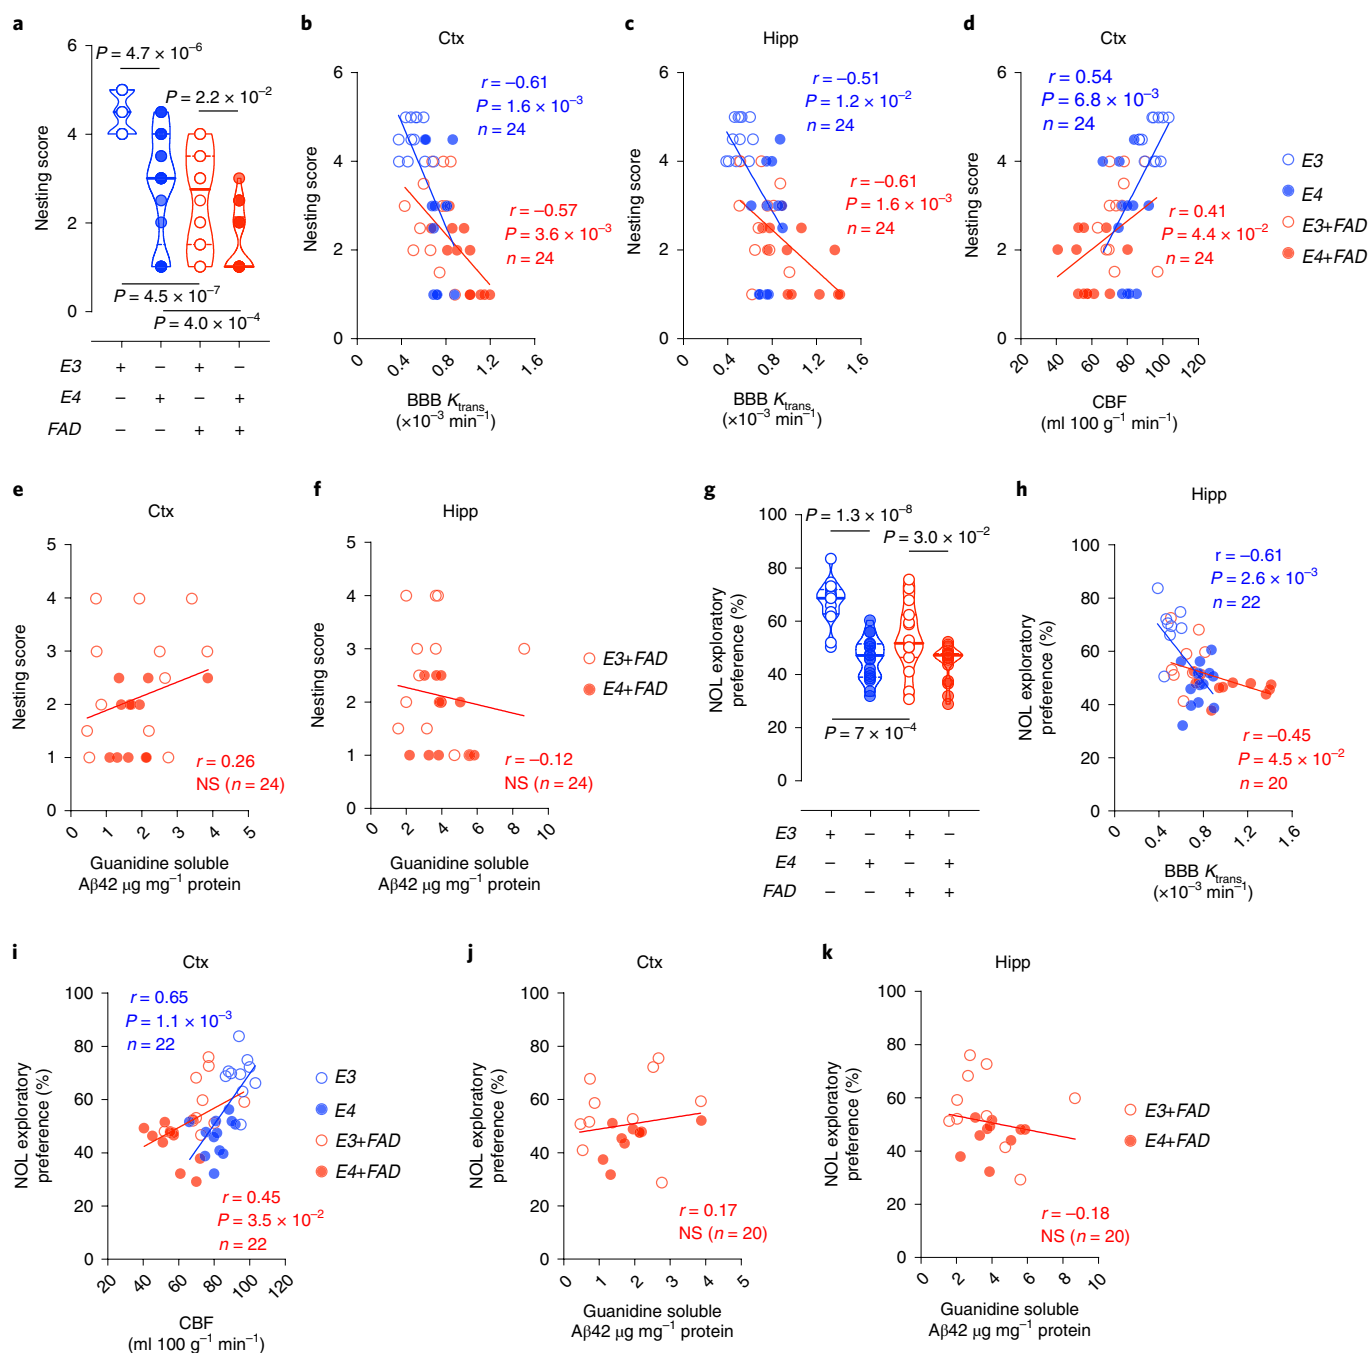 a
6
4
2
0
Nesting score
P = 4.7 × 10⁻⁶
P = 2.2 × 10⁻²
P = 4.5 × 10⁻⁷
P = 4.0 × 10⁻⁴
E3 + – + –
E4 – + – +
FAD – – + +
b
Ctx
6
4
2
0
Nesting score
r = –0.61
P = 1.6 × 10⁻³
n = 24
r = –0.57
P = 3.6 × 10⁻³
n = 24
0 0.4 0.8 1.2 1.6
BBB Ktrans
(×10⁻³ min⁻¹)
c
Hipp
6
4
2
0
Nesting score
r = –0.51
P = 1.2 × 10⁻²
n = 24
r = –0.61
P = 1.6 × 10⁻³
n = 24
0 0.4 0.8 1.2 1.6
BBB Ktrans
(×10⁻³ min⁻¹)
d
Ctx
6
4
2
0
Nesting score
r = 0.54
P = 6.8 × 10⁻³
n = 24
r = 0.41
P = 4.4 × 10⁻²
n = 24
20 40 60 80 100 120
CBF
(ml 100 g⁻¹ min⁻¹)
E3
E4
E3+FAD
E4+FAD
e
Ctx
5
4
3
2
1
0
Nesting score
r = 0.26
NS (n = 24)
0 1 2 3 4 5
Guanidine soluble
Aβ42 μg mg⁻¹ protein
f
Hipp
5
4
3
2
1
0
Nesting score
r = –0.12
NS (n = 24)
0 2 4 6 8 10
Guanidine soluble
Aβ42 μg mg⁻¹ protein
E3+FAD
E4+FAD
g
100
80
60
40
20
0
NOL exploratory
preference (%)
P = 1.3 × 10⁻⁸
P = 3.0 × 10⁻²
P = 7 × 10⁻⁴
E3 + – + –
E4 – + – +
FAD – – + +
h
Hipp
100
80
60
40
20
0
NOL exploratory
preference (%)
r = –0.61
P = 2.6 × 10⁻³
n = 22
r = –0.45
P = 4.5 × 10⁻²
n = 20
0 0.4 0.8 1.2 1.6
BBB Ktrans
(×10⁻³ min⁻¹)
i
Ctx
100
80
60
40
20
0
NOL exploratory
preference (%)
r = 0.65
P = 1.1 × 10⁻³
n = 22
r = 0.45
P = 3.5 × 10⁻²
n = 22
20 40 60 80 100 120
CBF
(ml 100 g⁻¹ min⁻¹)
E3
E4
E3+FAD
E4+FAD
j
Ctx
100
80
60
40
20
0
NOL exploratory
preference (%)
r = 0.17
NS (n = 20)
0 1 2 3 4 5
Guanidine soluble
Aβ42 μg mg⁻¹ protein
k
Hipp
100
80
60
40
20
0
NOL exploratory
preference (%)
r = –0.18
NS (n = 20)
0 2 4 6 8 10
Guanidine soluble
Aβ42 μg mg⁻¹ protein
E3+FAD
E4+FAD